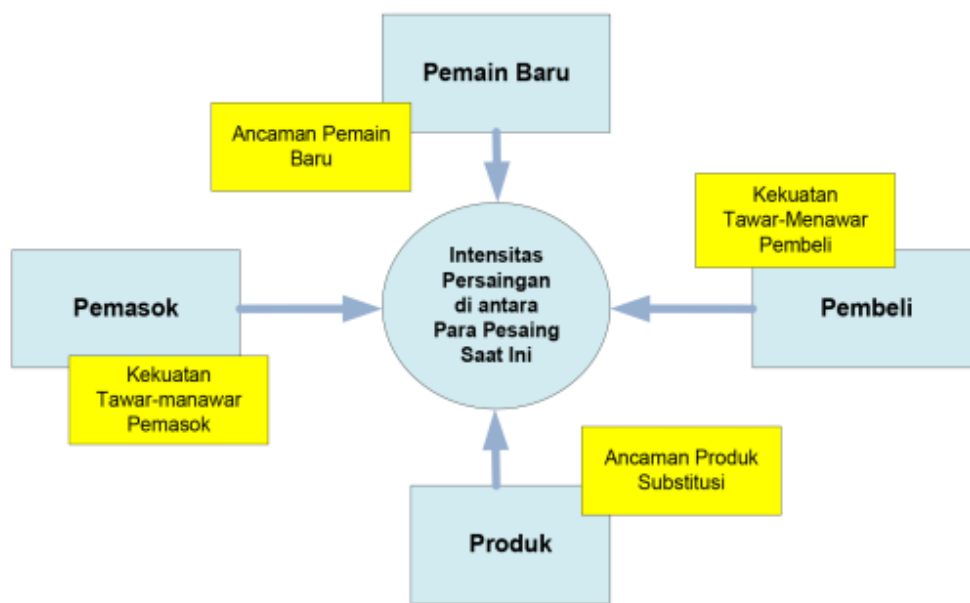 Pemain Baru
Ancaman Pemain
Baru
Kekuatan
Tawar-Menawar
Pembeli
Intensitas
Persaingan
di antara
Para Pesaing
Saat Ini
Pemasok
Pembeli
Kekuatan
Tawar-manawar
Pemasok
Ancaman Produk
Substitusi
Produk